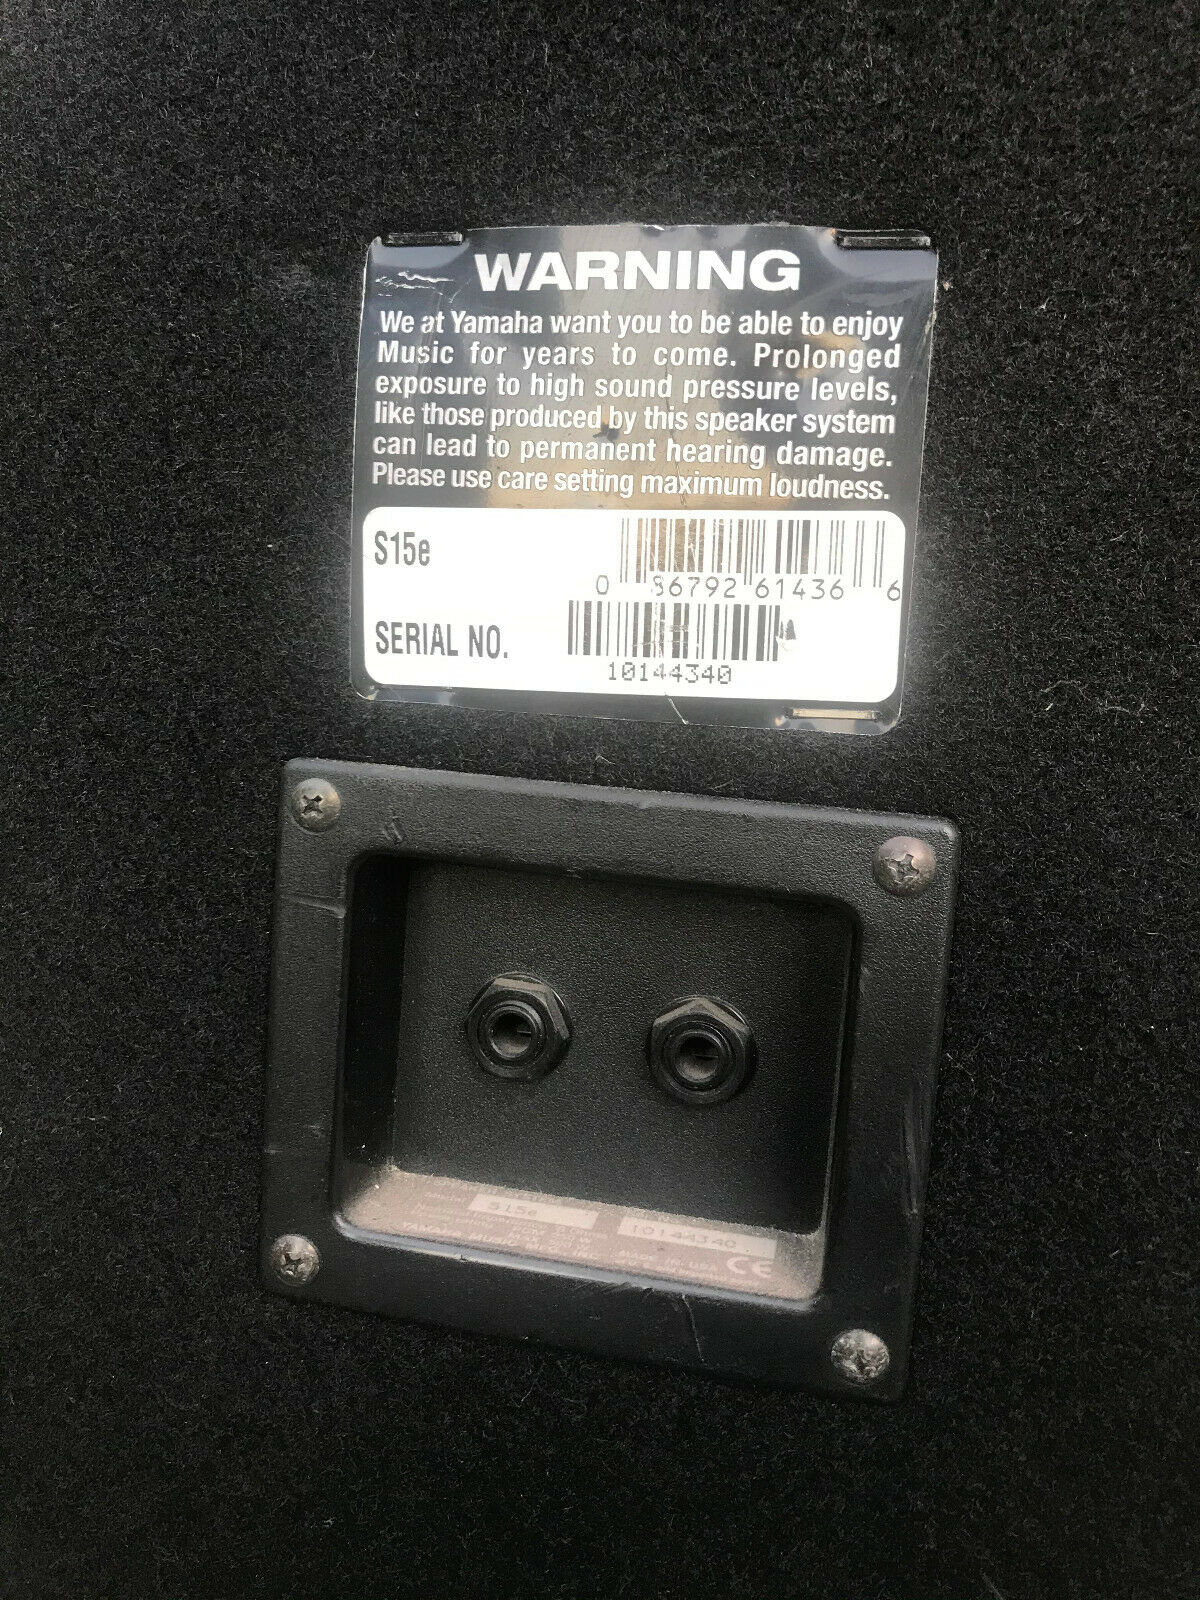 WARNING
We at Yamaha want you to be able to enjoy
Music for years to come. Prolonged
exposure to high sound pressure levels,
like those produced by this speaker system
can lead to permanent hearing damage.
Please use care setting maximum loudness.
S15e
0 86792 61436 6
SERIAL NO.
10144340
S15e
10144340
YAMAHA
CE